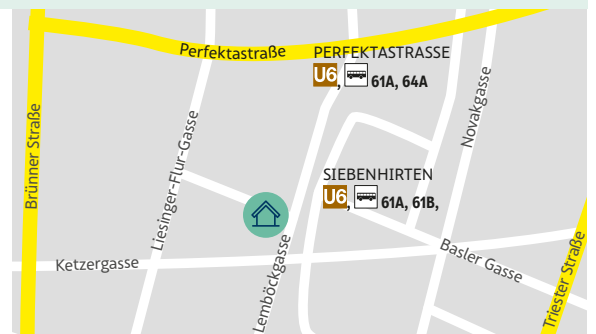 Perfektastraße
PERFEKTASTRASSE
U6, 61A, 64A
Brünner Straße
Liesinger-Flur-Gasse
Novakgasse
SIEBENHIRTEN
U6, 61A, 61B,
Ketzergasse
Lemböckgasse
Basler Gasse
Triester Straße